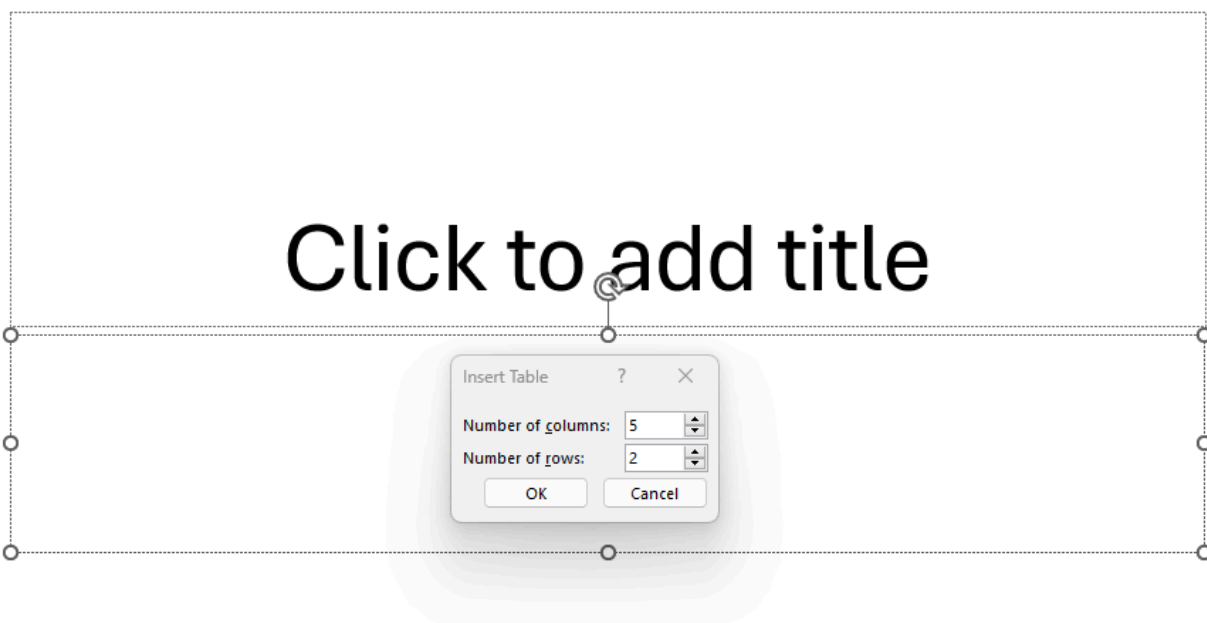 Click to add title
Insert Table ?
Number of columns: 5
Number of rows: 2
OK Cancel